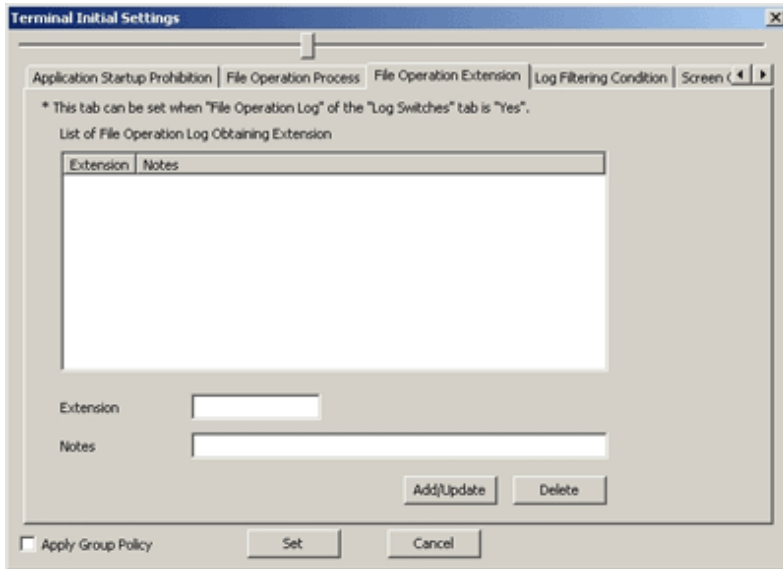 Terminal Initial Settings
Application Startup Prohibition File Operation Process File Operation Extension Log Filtering Condition Screen
* This tab can be set when "File Operation Log" of the "Log Switches" tab is "Yes".
List of File Operation Log Obtaining Extension
Extension Notes
Extension
Notes
Add/Update Delete
Apply Group Policy Set Cancel